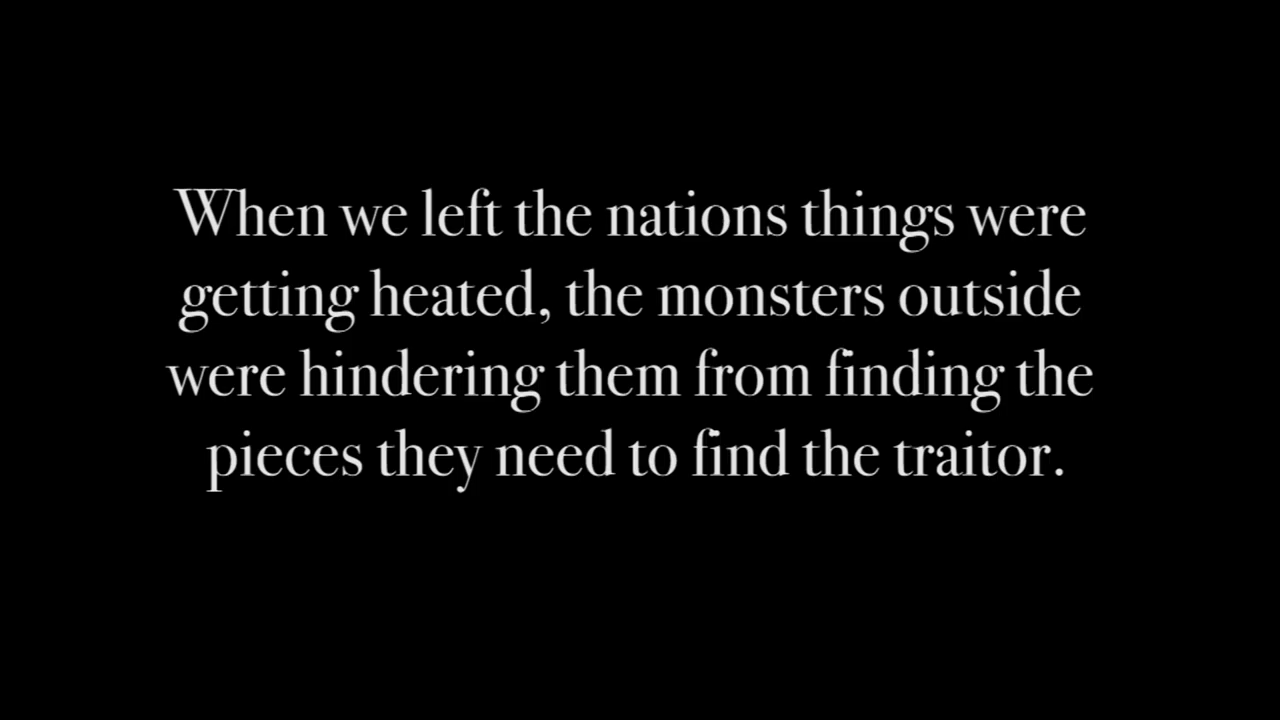 When we left the nations things were
getting heated, the monsters outside
were hindering them from finding the
pieces they need to find the traitor.